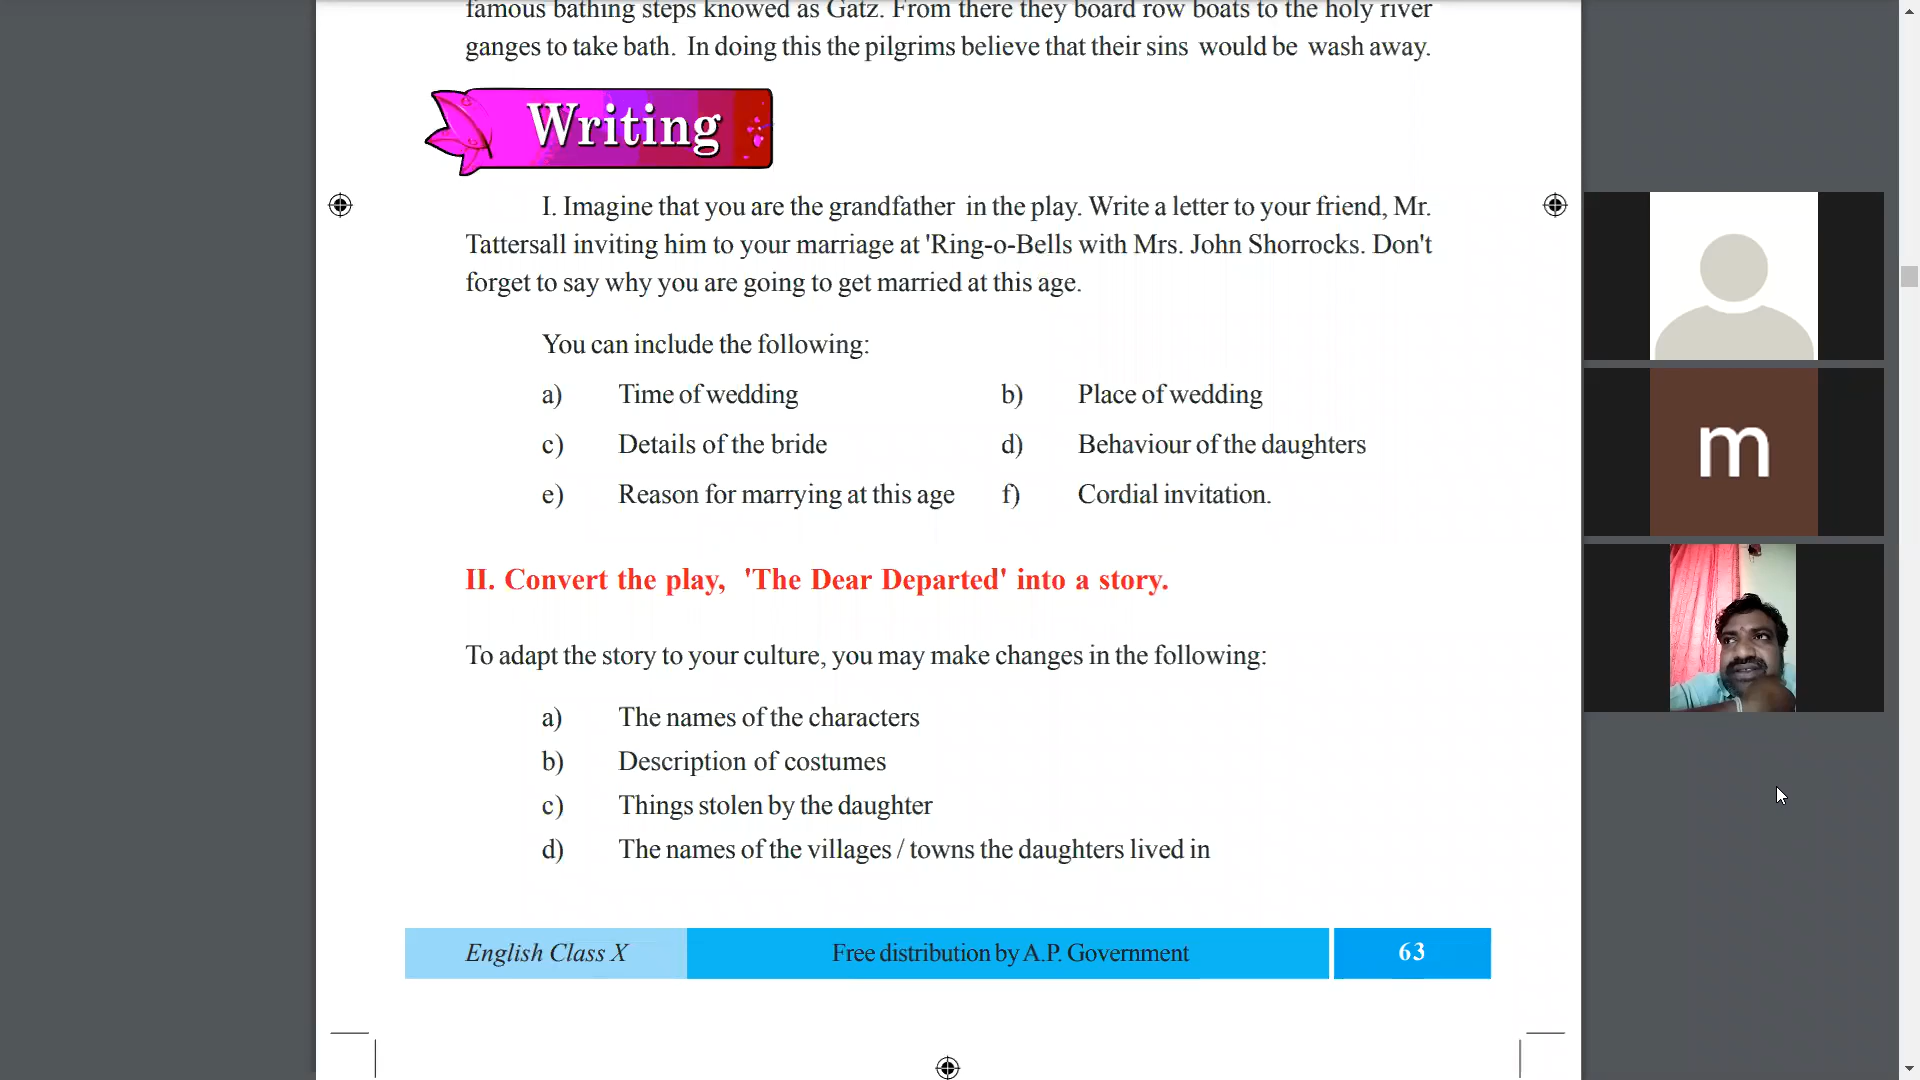 famous bathing steps knowed as Gatz. From there they board row boats to the holy river
ganges to take bath. In doing this the pilgrims believe that their sins would be wash away.
Writing
I. Imagine that you are the grandfather in the play. Write a letter to your friend, Mr.
Tattersall inviting him to your marriage at 'Ring-o-Bells with Mrs. John Shorrocks. Don't
forget to say why you are going to get married at this age.
You can include the following:
a) Time of wedding b) Place of wedding
c) Details of the bride d) Behaviour of the daughters
e) Reason for marrying at this age f) Cordial invitation.
II. Convert the play, 'The Dear Departed' into a story.
To adapt the story to your culture, you may make changes in the following:
a) The names of the characters
b) Description of costumes
c) Things stolen by the daughter
d) The names of the villages / towns the daughters lived in
English Class X Free distribution by A.P. Government 63
m